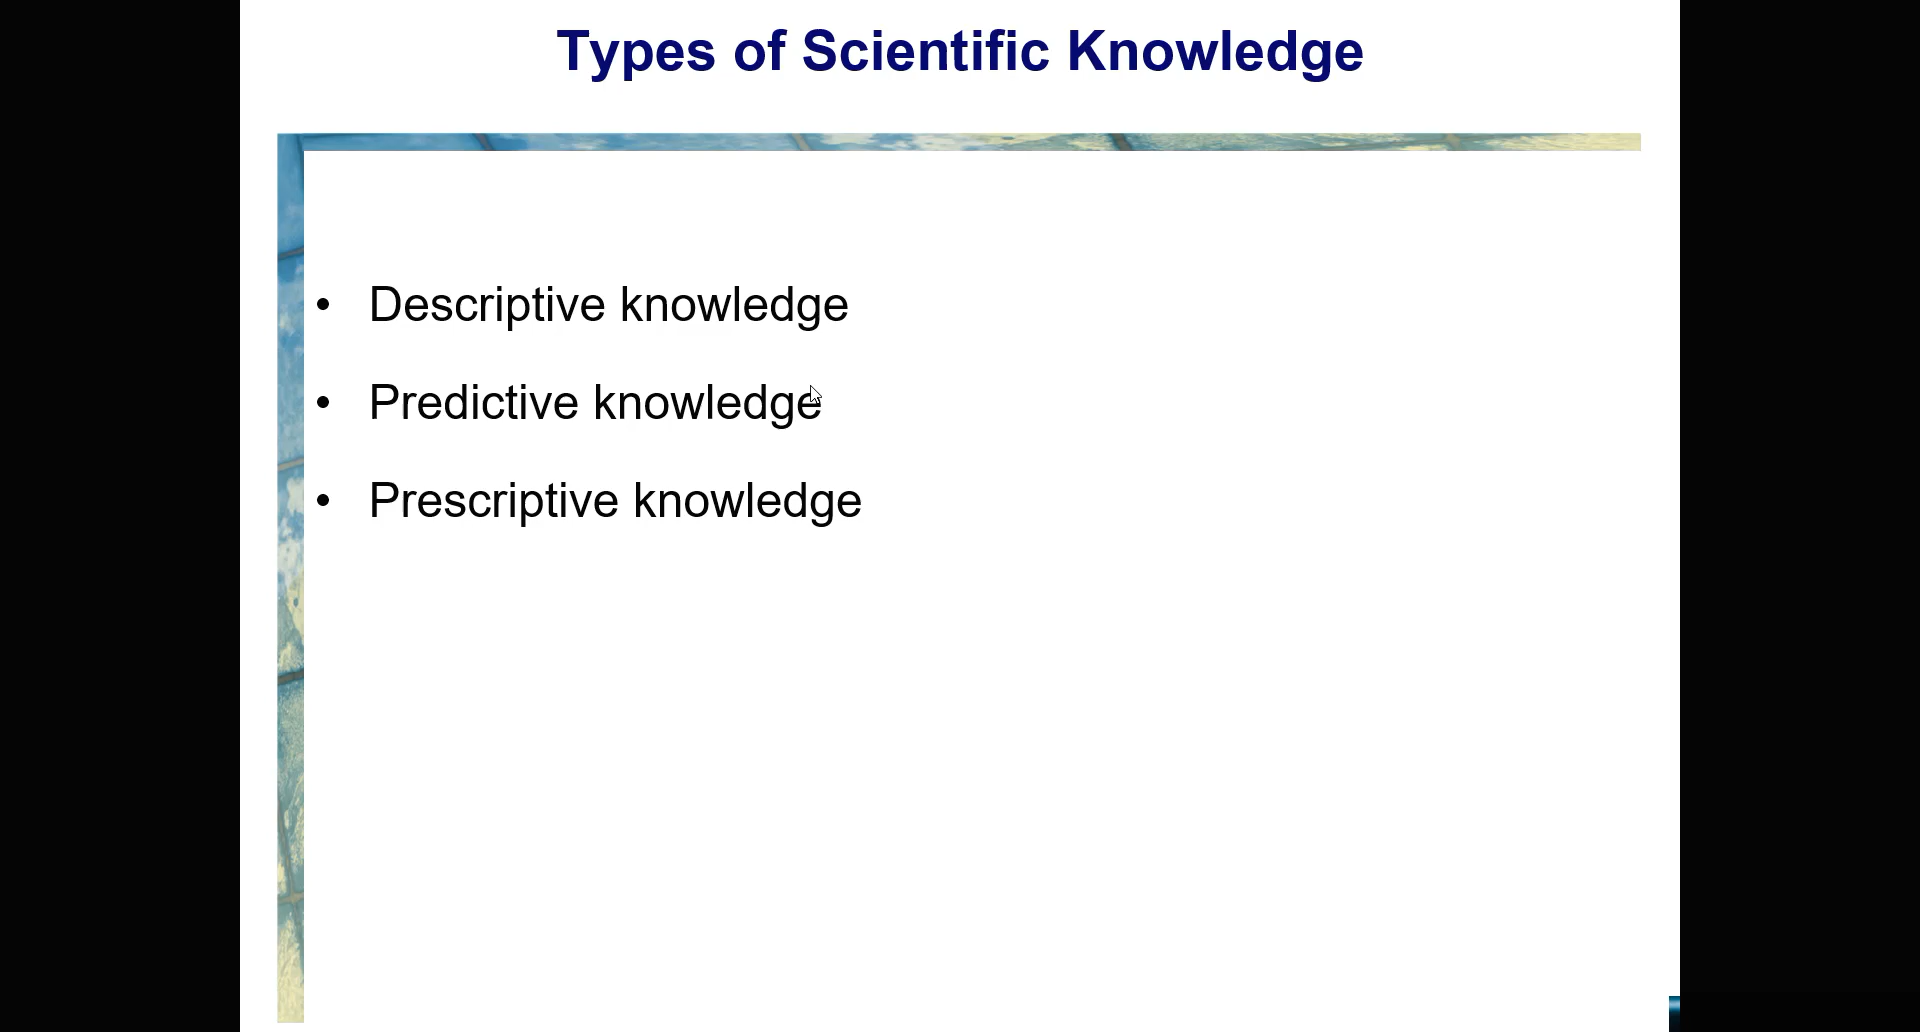 Types of Scientific Knowledge
• Descriptive knowledge
• Predictive knowledge
• Prescriptive knowledge